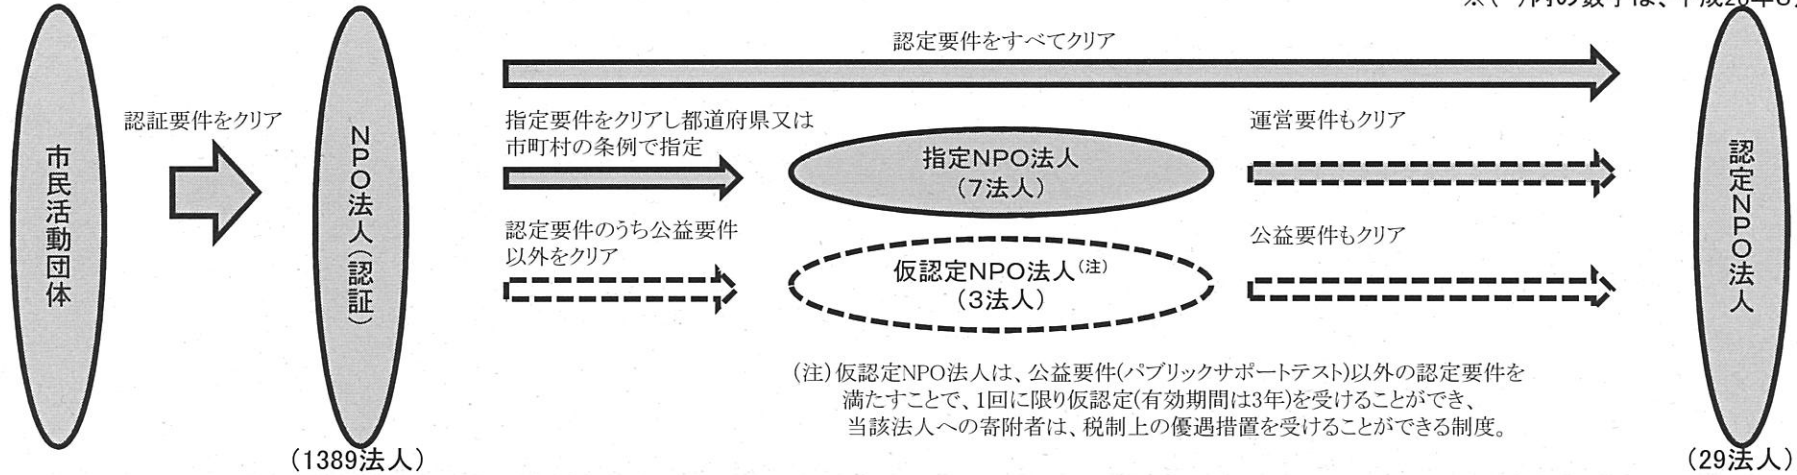 ※( )内の数字は、平成26年3
認定要件をすべてクリア
認証要件をクリア
指定要件をクリアし都道府県又は
市町村の条例で指定
運営要件もクリア
市民活動団体
NPO法人(認証)
指定NPO法人
(7法人)
認定NPO法人
認定要件のうち公益要件
以外をクリア
公益要件もクリア
仮認定NPO法人(注)
(3法人)
(注)仮認定NPO法人は、公益要件(パブリックサポートテスト)以外の認定要件を
満たすことで、1回に限り仮認定(有効期間は3年)を受けることができ、
当該法人への寄附者は、税制上の優遇措置を受けることができる制度。
(1389法人)
(29法人)